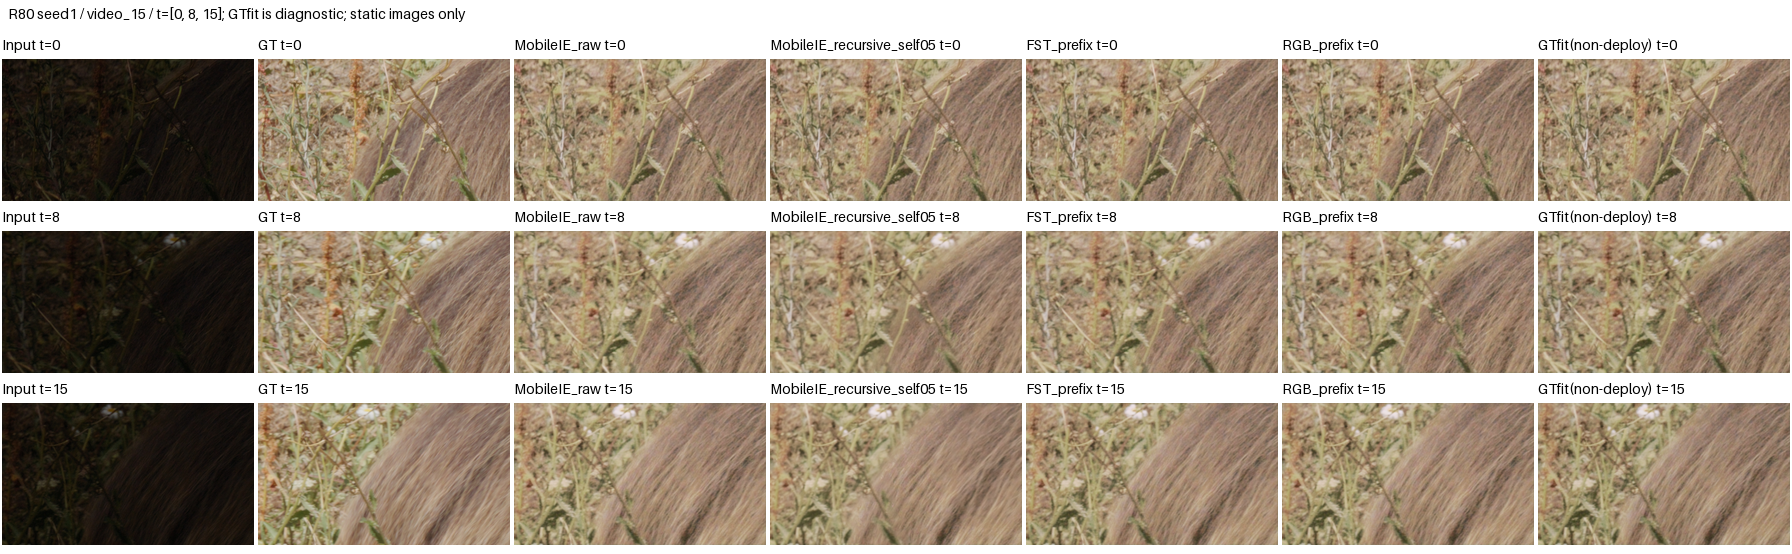 R80 seed1 / video_15 / t=[0, 8, 15]; GTfit is diagnostic; static images only
Input t=0 GT t=0 MobileIE_raw t=0 MobileIE_recursive_self05 t=0 FST_prefix t=0 RGB_prefix t=0 GTfit(non-deploy) t=0
Input t=8 GT t=8 MobileIE_raw t=8 MobileIE_recursive_self05 t=8 FST_prefix t=8 RGB_prefix t=8 GTfit(non-deploy) t=8
Input t=15 GT t=15 MobileIE_raw t=15 MobileIE_recursive_self05 t=15 FST_prefix t=15 RGB_prefix t=15 GTfit(non-deploy) t=15